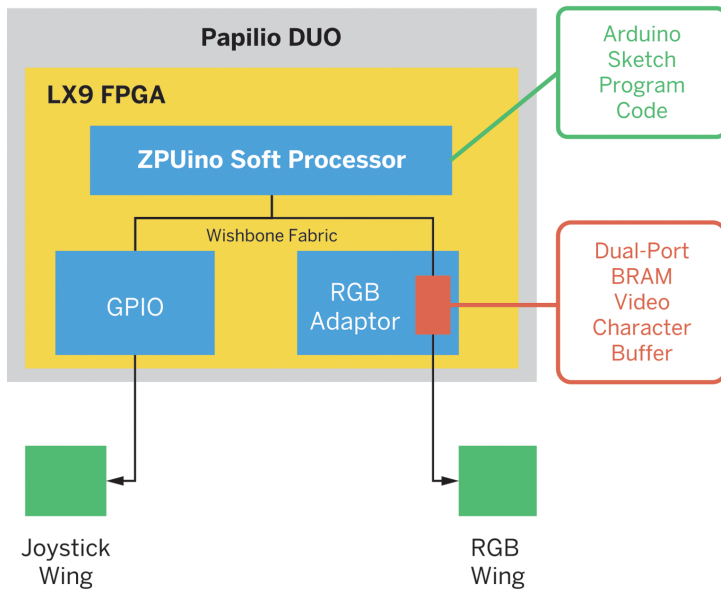 Papilio DUO
LX9 FPGA
ZPUino Soft Processor
Wishbone Fabric
GPIO
RGB
Adaptor
Arduino
Sketch
Program
Code
Dual-Port
BRAM
Video
Character
Buffer
Joystick
Wing
RGB
Wing